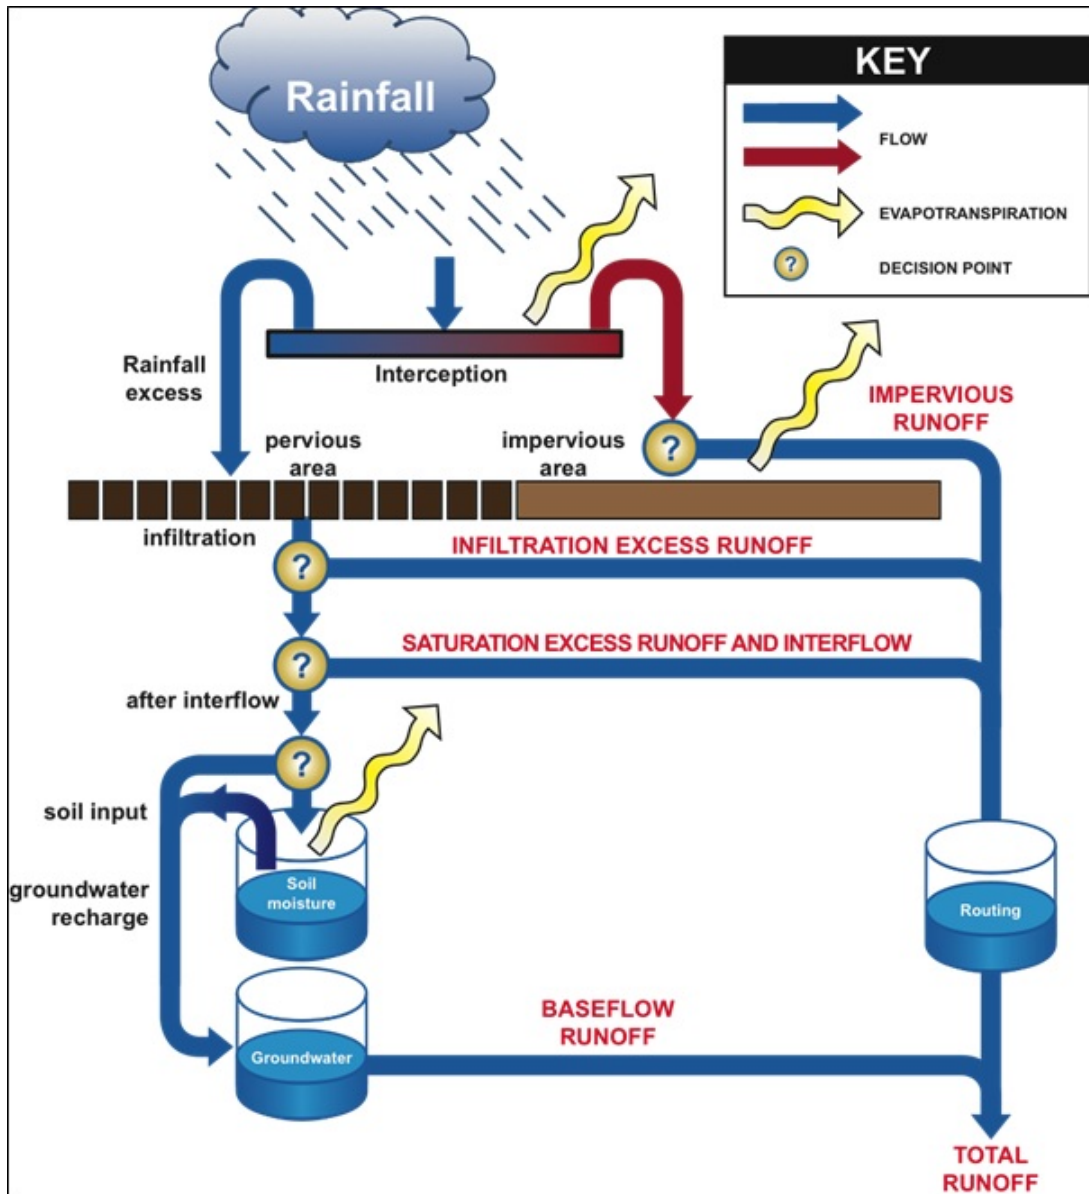 Rainfall
KEY
FLOW
EVAPOTRANSPIRATION
?
DECISION POINT
Rainfall
excess
Interception
IMPERVIOUS
RUNOFF
pervious
area
impervious
area
?
infiltration
INFILTRATION EXCESS RUNOFF
?
SATURATION EXCESS RUNOFF AND INTERFLOW
?
after interflow
?
soil input
groundwater
recharge
Soil
moisture
Routing
BASEFLOW
RUNOFF
Groundwater
TOTAL
RUNOFF